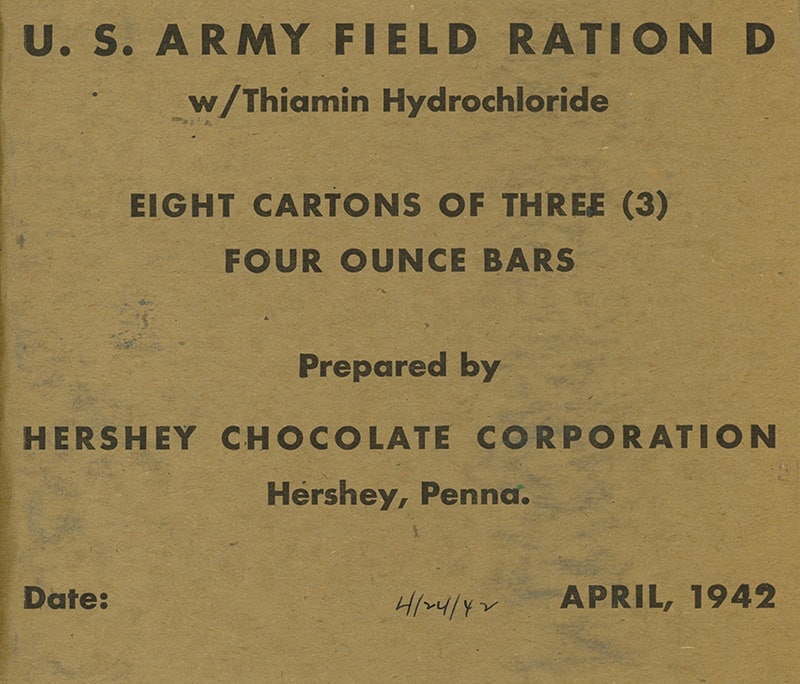 U. S. ARMY FIELD RATION D
w/Thiamin Hydrochloride
EIGHT CARTONS OF THREE (3)
FOUR OUNCE BARS
Prepared by
HERSHEY CHOCOLATE CORPORATION
Hershey, Penna.
Date: 4/24/42 APRIL, 1942